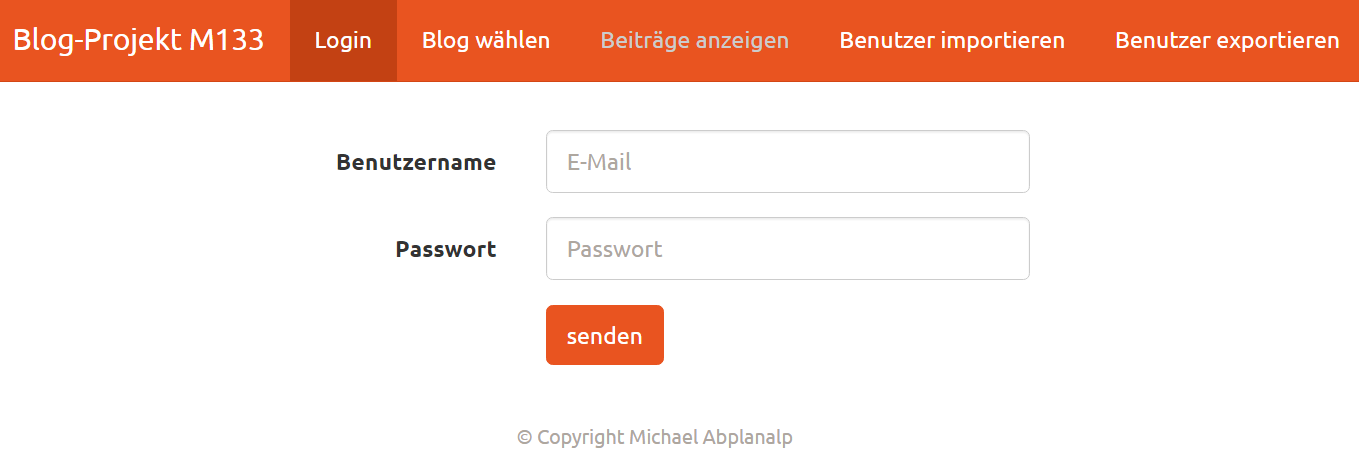 Blog-Projekt M133 Login Blog wählen Beiträge anzeigen Benutzer importieren Benutzer exportieren
Benutzername E-Mail
Passwort Passwort
senden
© Copyright Michael Abplanalp